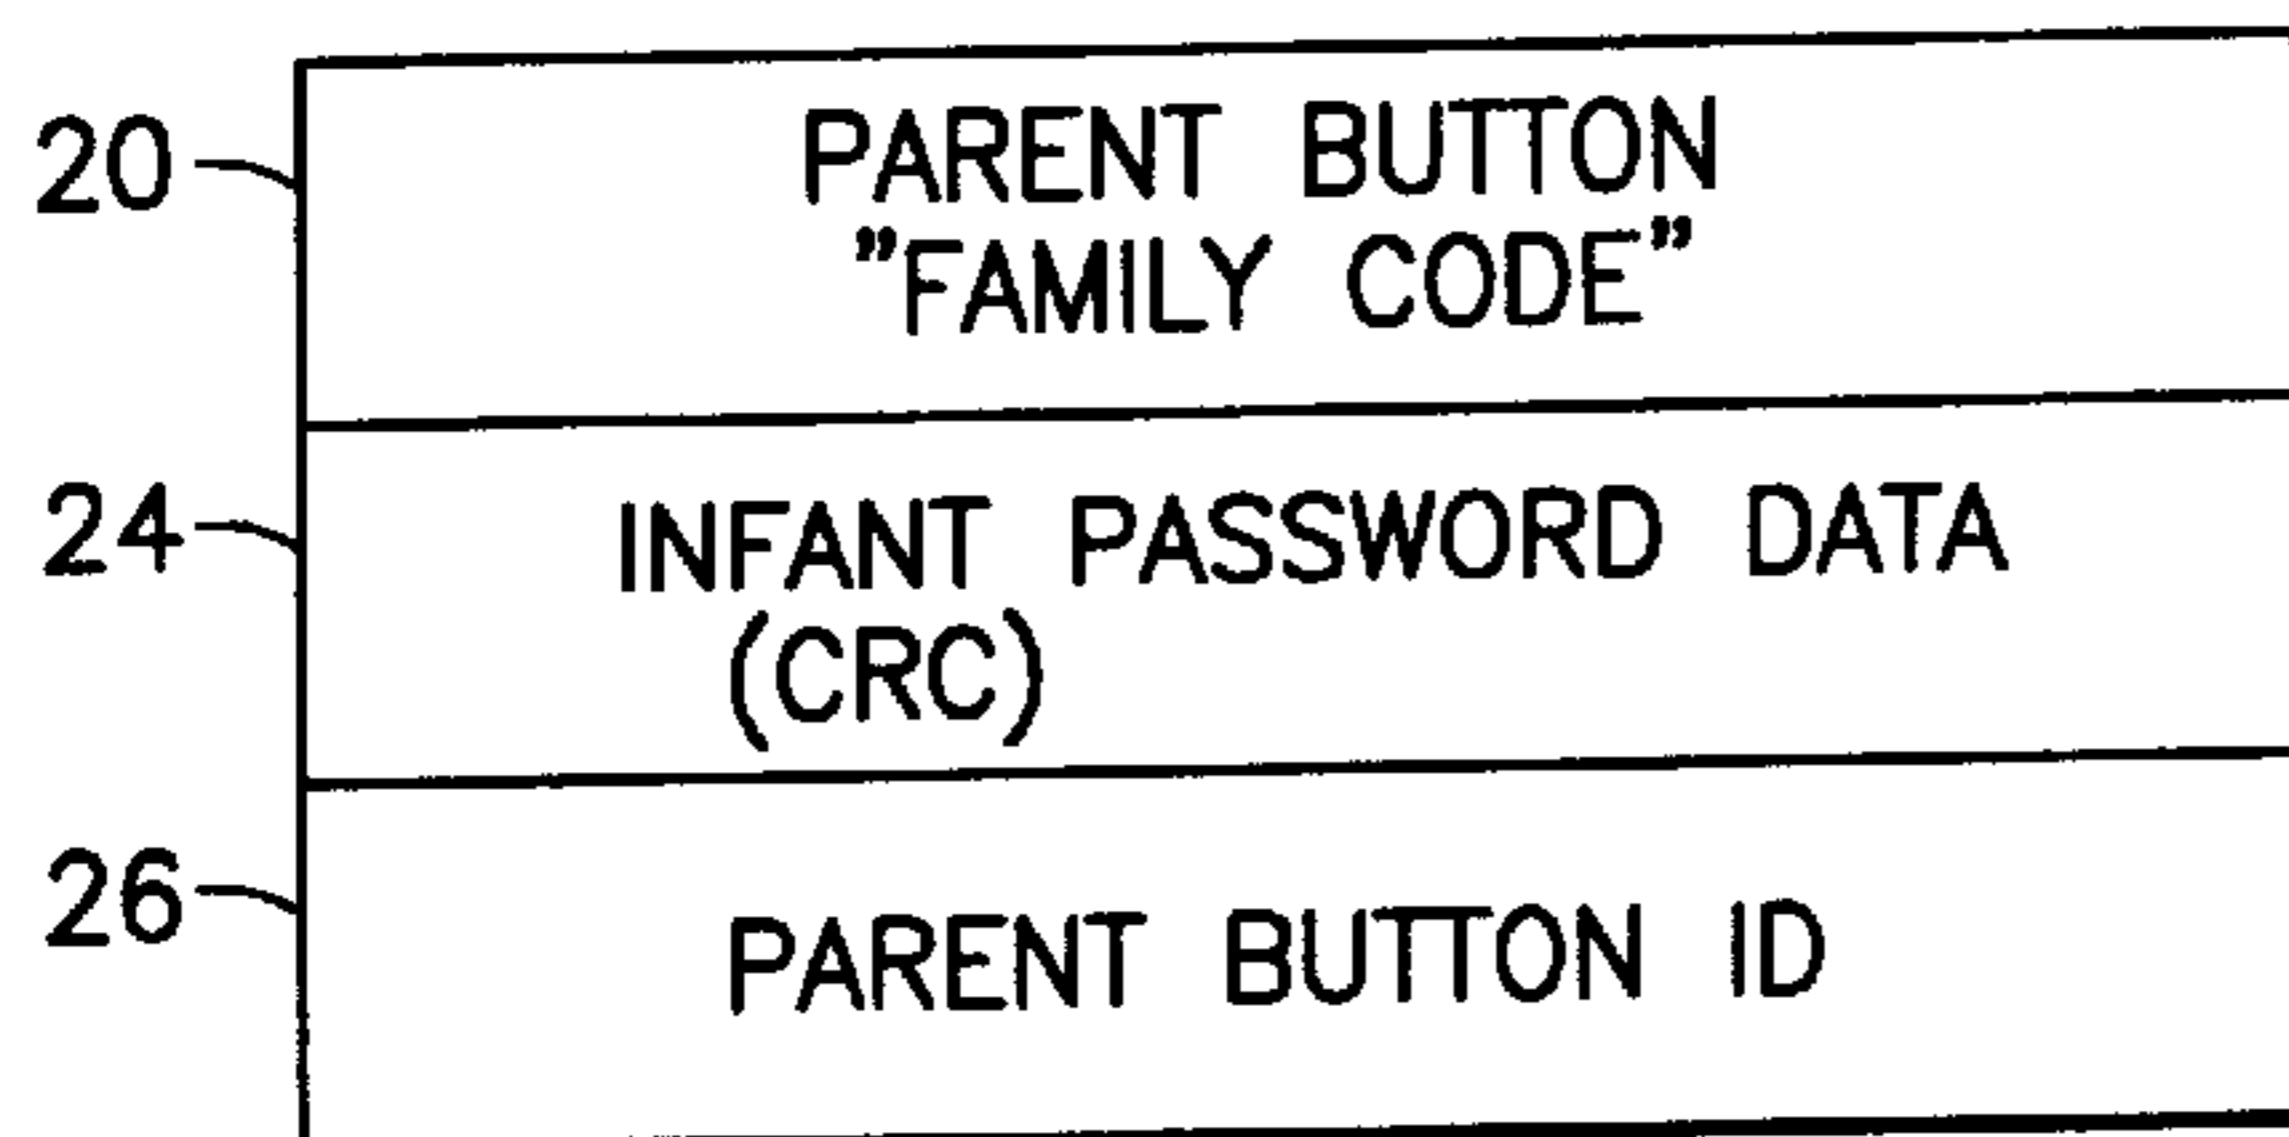 20 PARENT BUTTON
"FAMILY CODE"
24 INFANT PASSWORD DATA
(CRC)
26 PARENT BUTTON ID